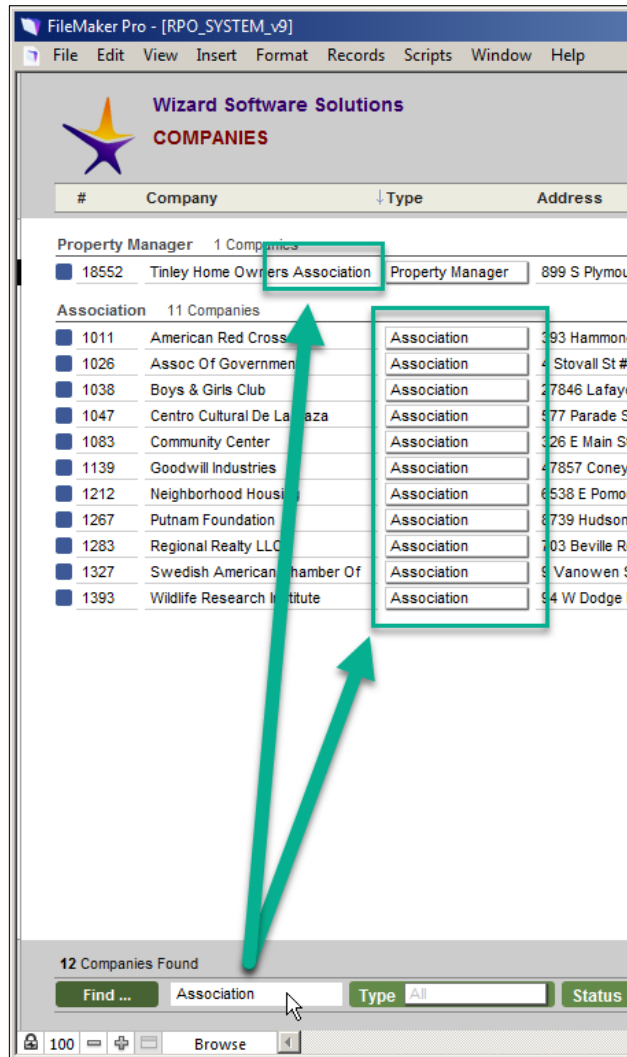 FileMaker Pro - [RPO_SYSTEM_v9]
File Edit View Insert Format Records Scripts Window Help
Wizard Software Solutions
COMPANIES
# Company Type Address
Property Manager 1 Companies
18552 Tinley Home Owners Association Property Manager 899 S Plymou
Association 11 Companies
1011 American Red Cross Association 393 Hammon
1026 Assoc Of Governmen Association 4 Stovall St #
1038 Boys & Girls Club Association 27846 Lafaye
1047 Centro Cultural De La Raza Association 577 Parade S
1083 Community Center Association 326 E Main S
1139 Goodwill Industries Association 47857 Coney
1212 Neighborhood Housing Association 6538 E Pomo
1267 Putnam Foundation Association 8739 Hudson
1283 Regional Realty LLC Association 703 Beville R
1327 Swedish American Chamber Of Association 9 Vanowen S
1393 Wildlife Research Institute Association 94 W Dodge
12 Companies Found
Find ... Association Type All Status
100 Browse